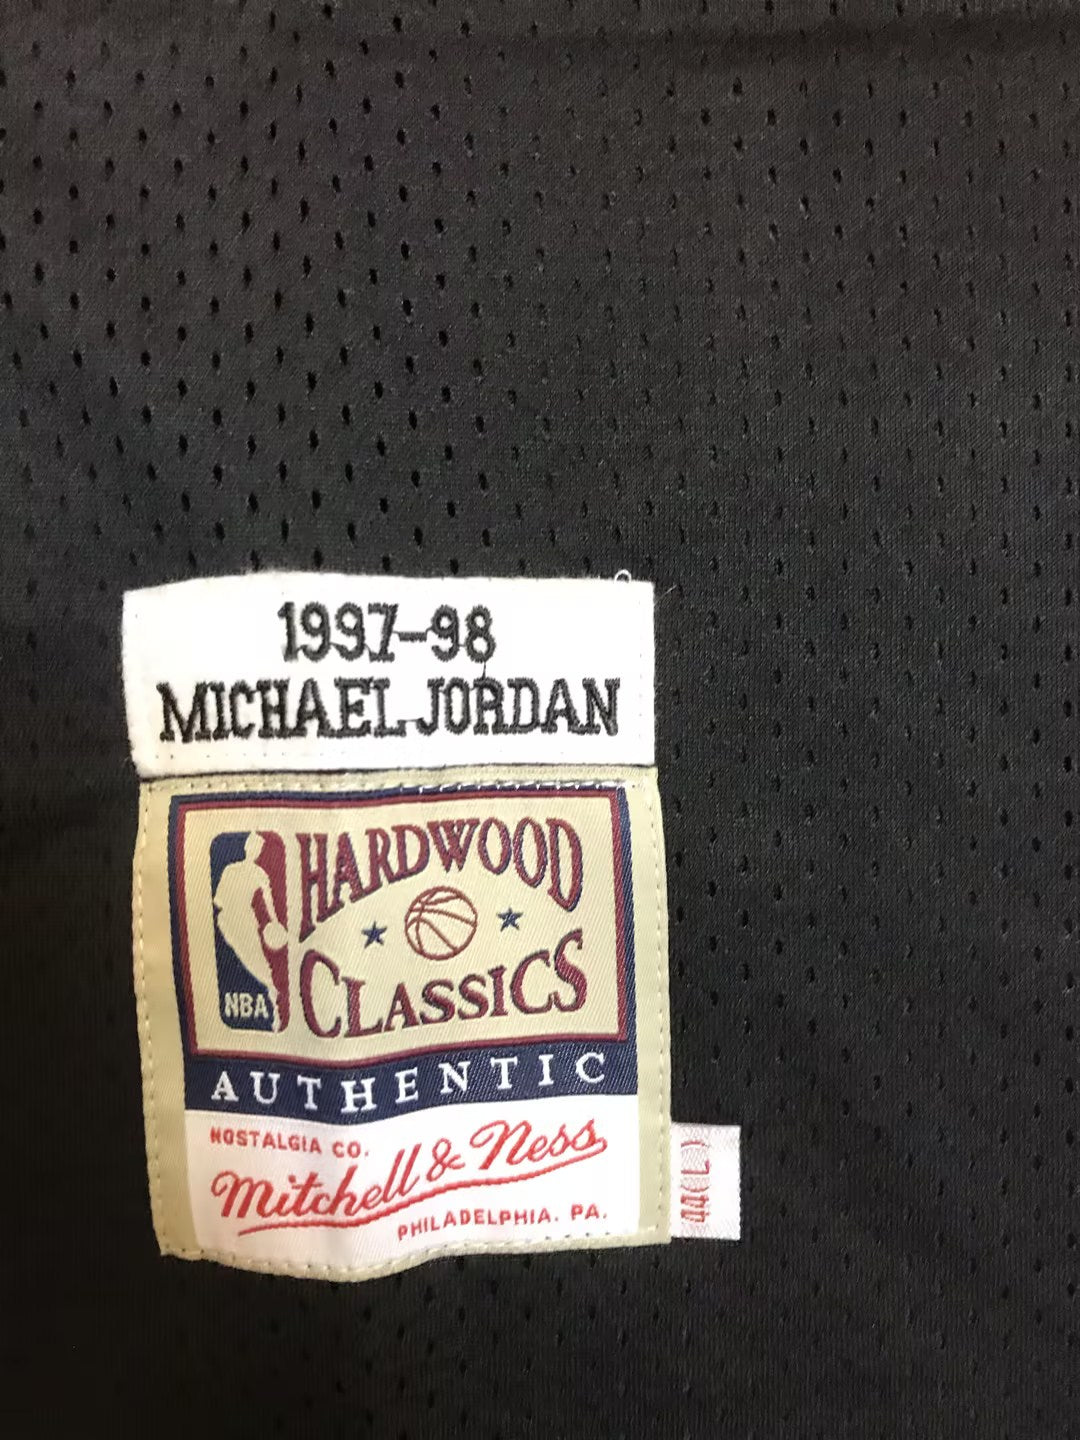 1997-98
MICHAEL JORDAN
HARDWOOD
CLASSICS
NBA
AUTHENTIC
NOSTALGIA CO.
Mitchell & Ness
PHILADELPHIA. PA.
44(L)